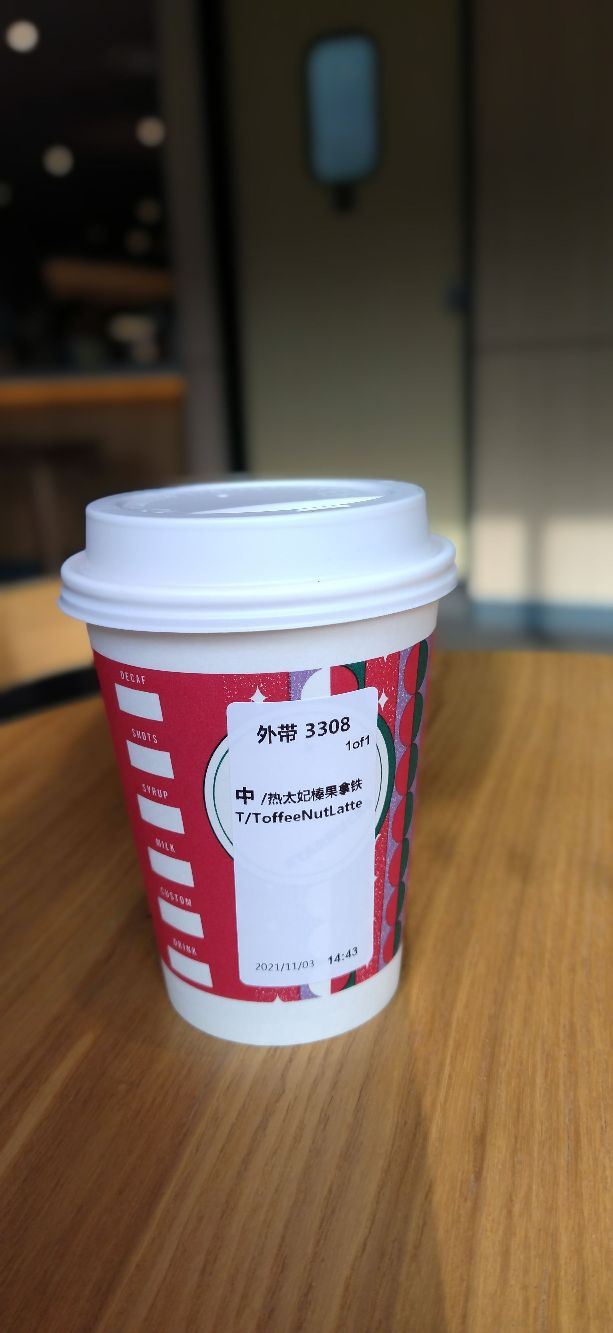 DECAF
SHOTS
SYRUP
MILK
CUSTOM
DRINK
外带 3308
1of1
中 /热太妃榛果拿铁
T/ToffeeNutLatte
2021/11/03 14:43